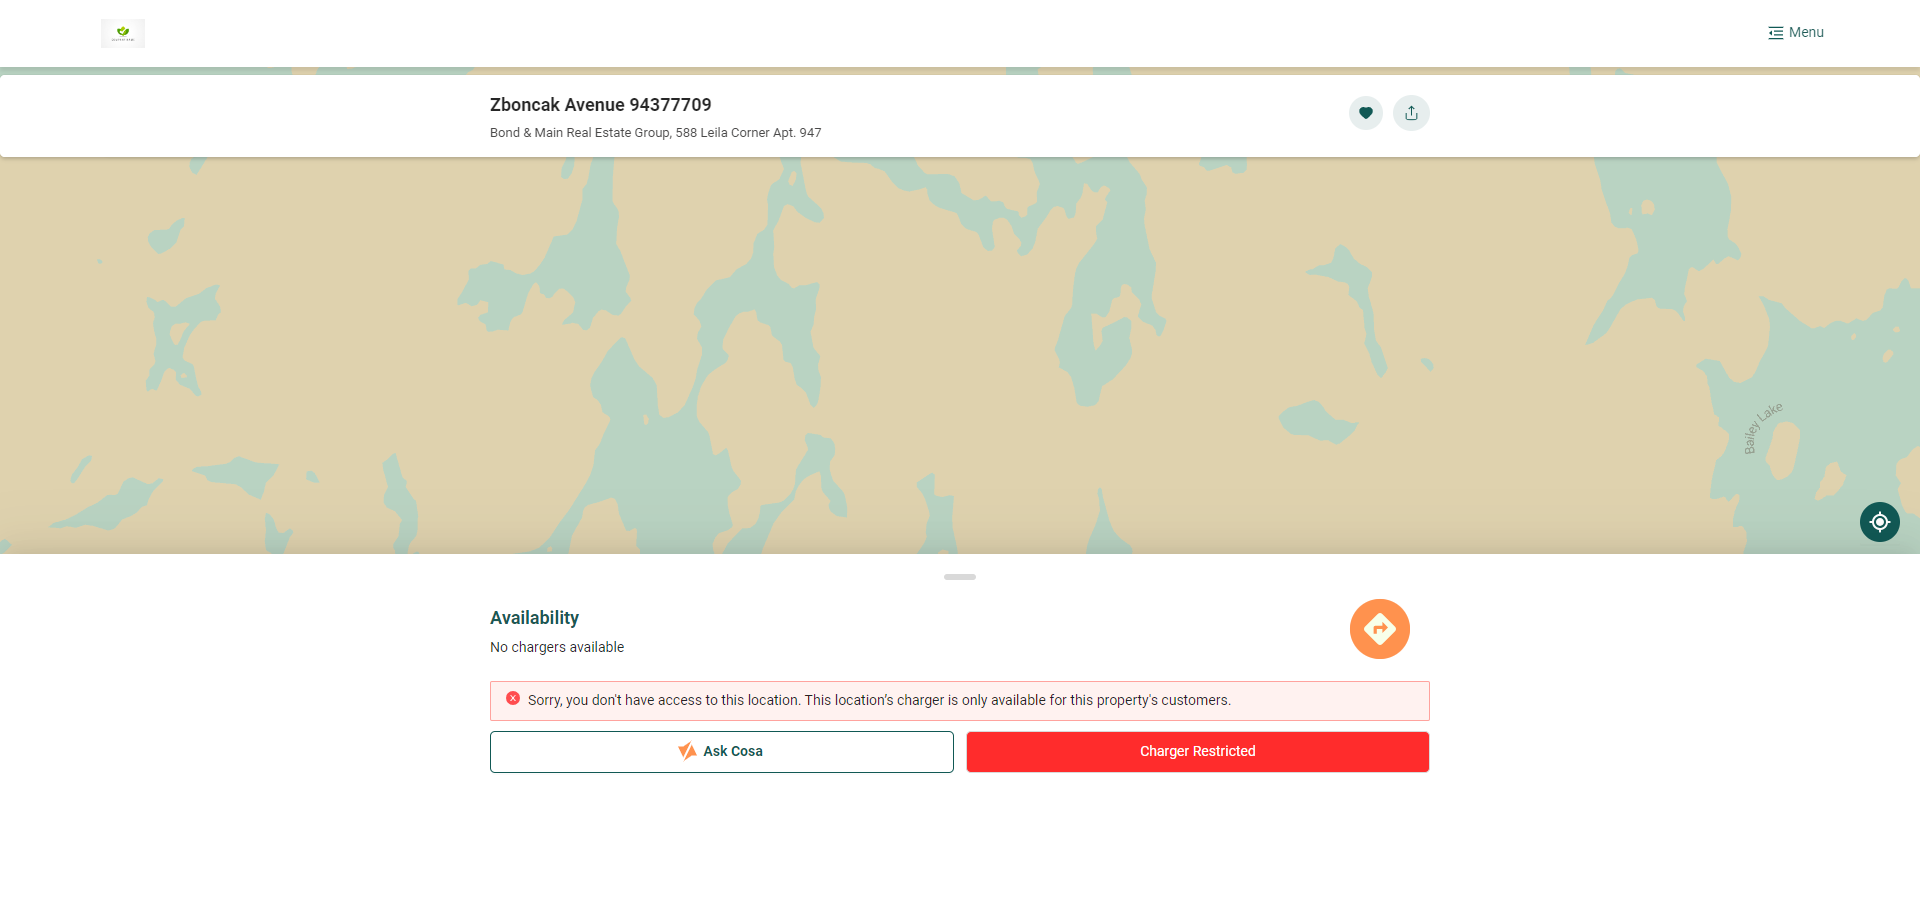 Menu
Zboncak Avenue 94377709
Bond & Main Real Estate Group, 588 Leila Corner Apt. 947
Bailey Lake
Availability
No chargers available
Sorry, you don't have access to this location. This location’s charger is only available for this property's customers.
Ask Cosa
Charger Restricted